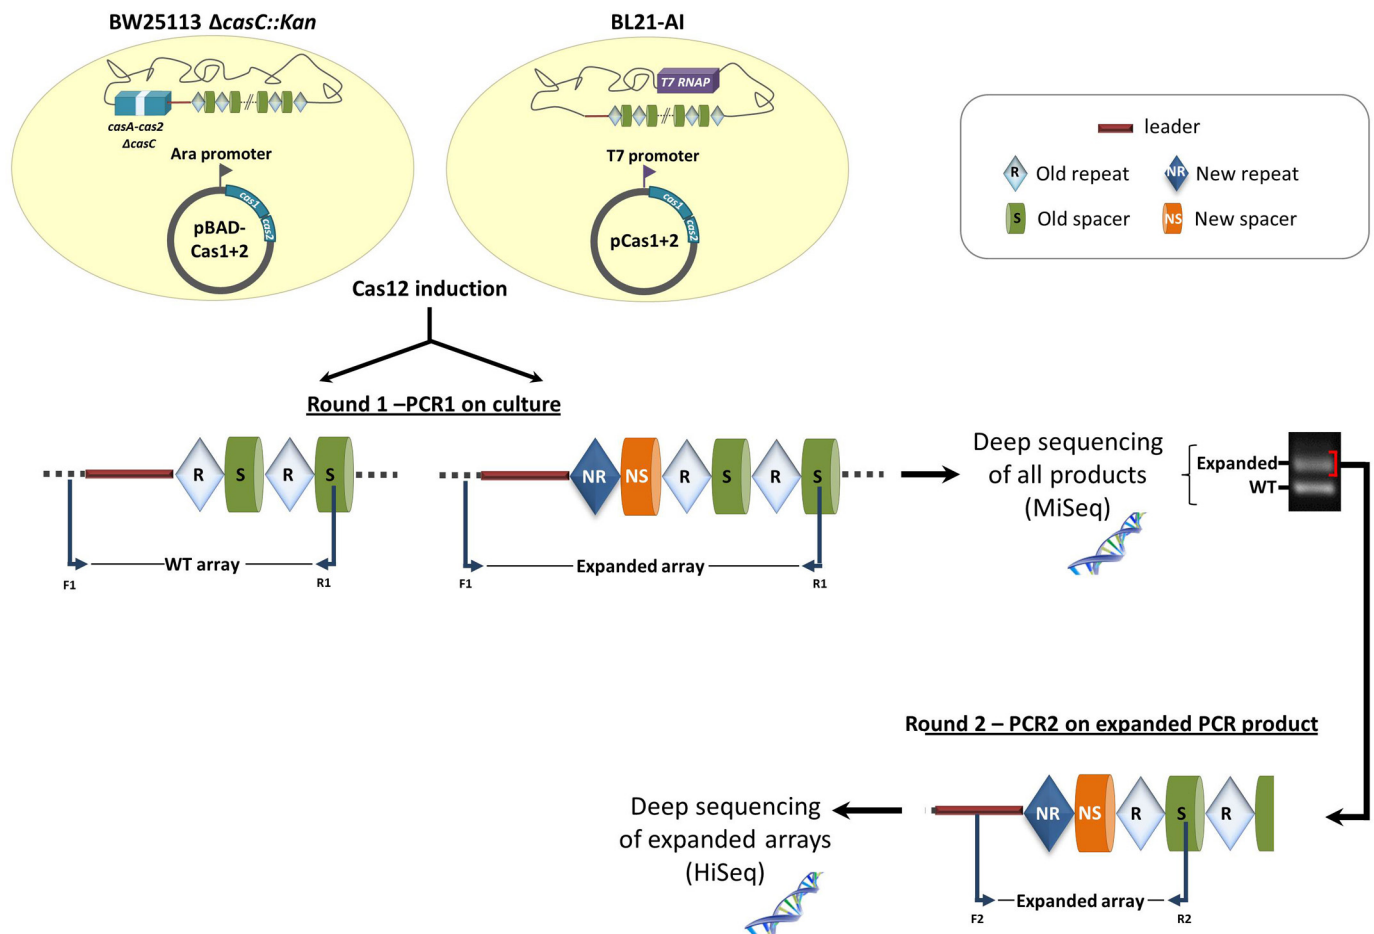 BW25113 ΔcasC::Kan
BL21-AI
T7 RNAP
casA-cas2
ΔcasC
Ara promoter
T7 promoter
cas1
cas2
cas1
cas2
pBAD-
Cas1+2
pCas1+2
leader
R Old repeat
NR New repeat
S Old spacer
NS New spacer
Cas12 induction
Round 1 –PCR1 on culture
R S R S
NR NS R S R S
F1 WT array R1
F1 Expanded array R1
Deep sequencing
of all products
(MiSeq)
Expanded
WT
Round 2 – PCR2 on expanded PCR product
NR NS R S R
F2 Expanded array R2
Deep sequencing
of expanded arrays
(HiSeq)